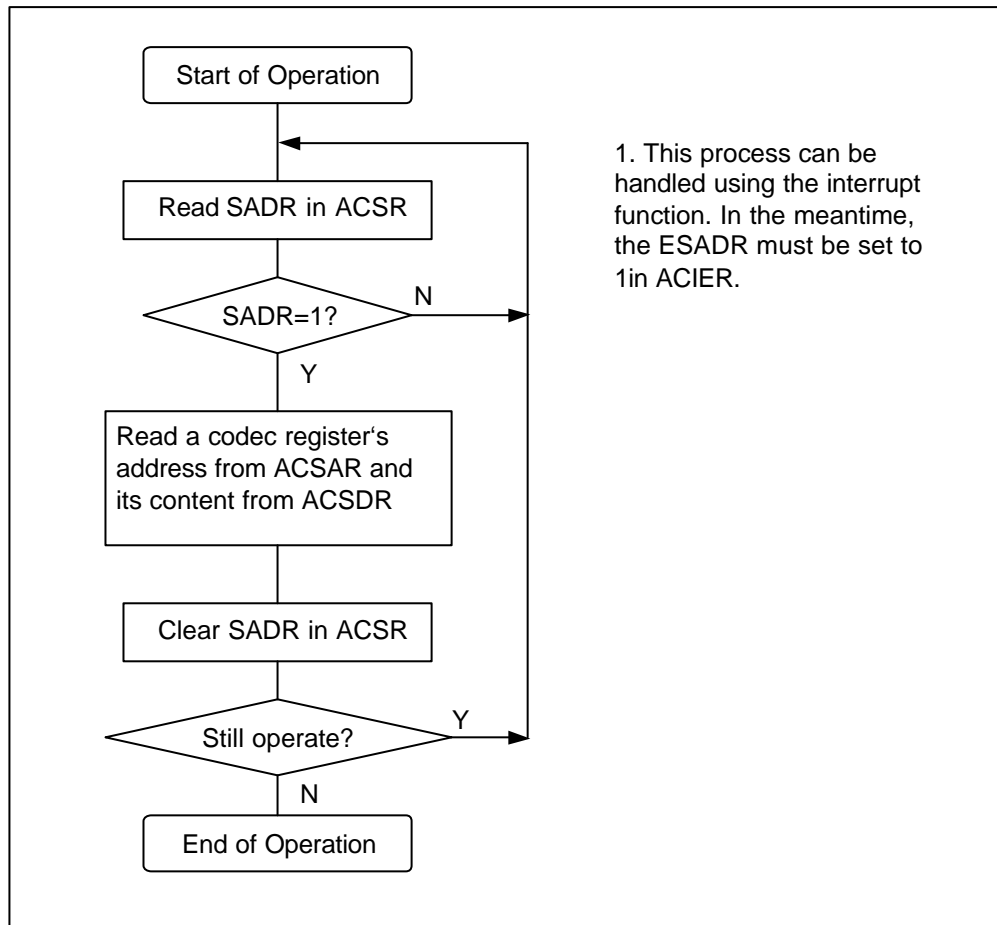 Start of Operation
Read SADR in ACSR
SADR=1?
N
Y
Read a codec register‘s
address from ACSAR and
its content from ACSDR
Clear SADR in ACSR
Still operate?
Y
N
End of Operation
1. This process can be
handled using the interrupt
function. In the meantime,
the ESADR must be set to
1in ACIER.